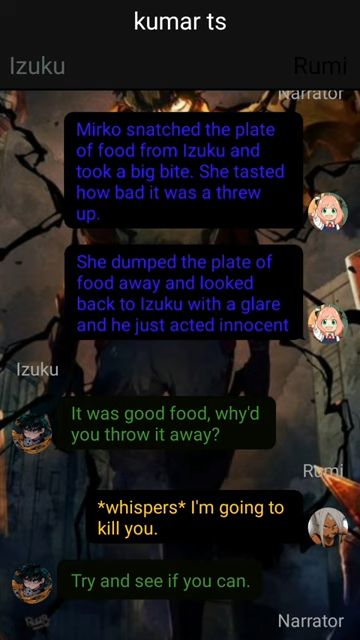 kumar ts
Izuku
Rumi
Narrator
Mirko snatched the plate
of food from Izuku and
took a big bite. She tasted
how bad it was a threw
up.
She dumped the plate of
food away and looked
back to Izuku with a glare
and he just acted innocent
Izuku
It was good food, why'd
you throw it away?
Rumi
*whispers* I'm going to
kill you.
Try and see if you can.
Narrator